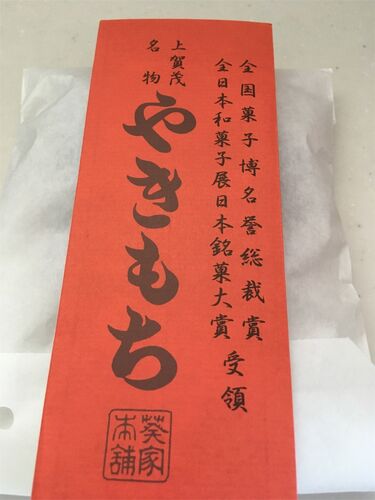 全国菓子博名誉総裁賞
全日本和菓子展日本銘菓大賞受領
上賀茂
名物
やきもち
葵家
本舗